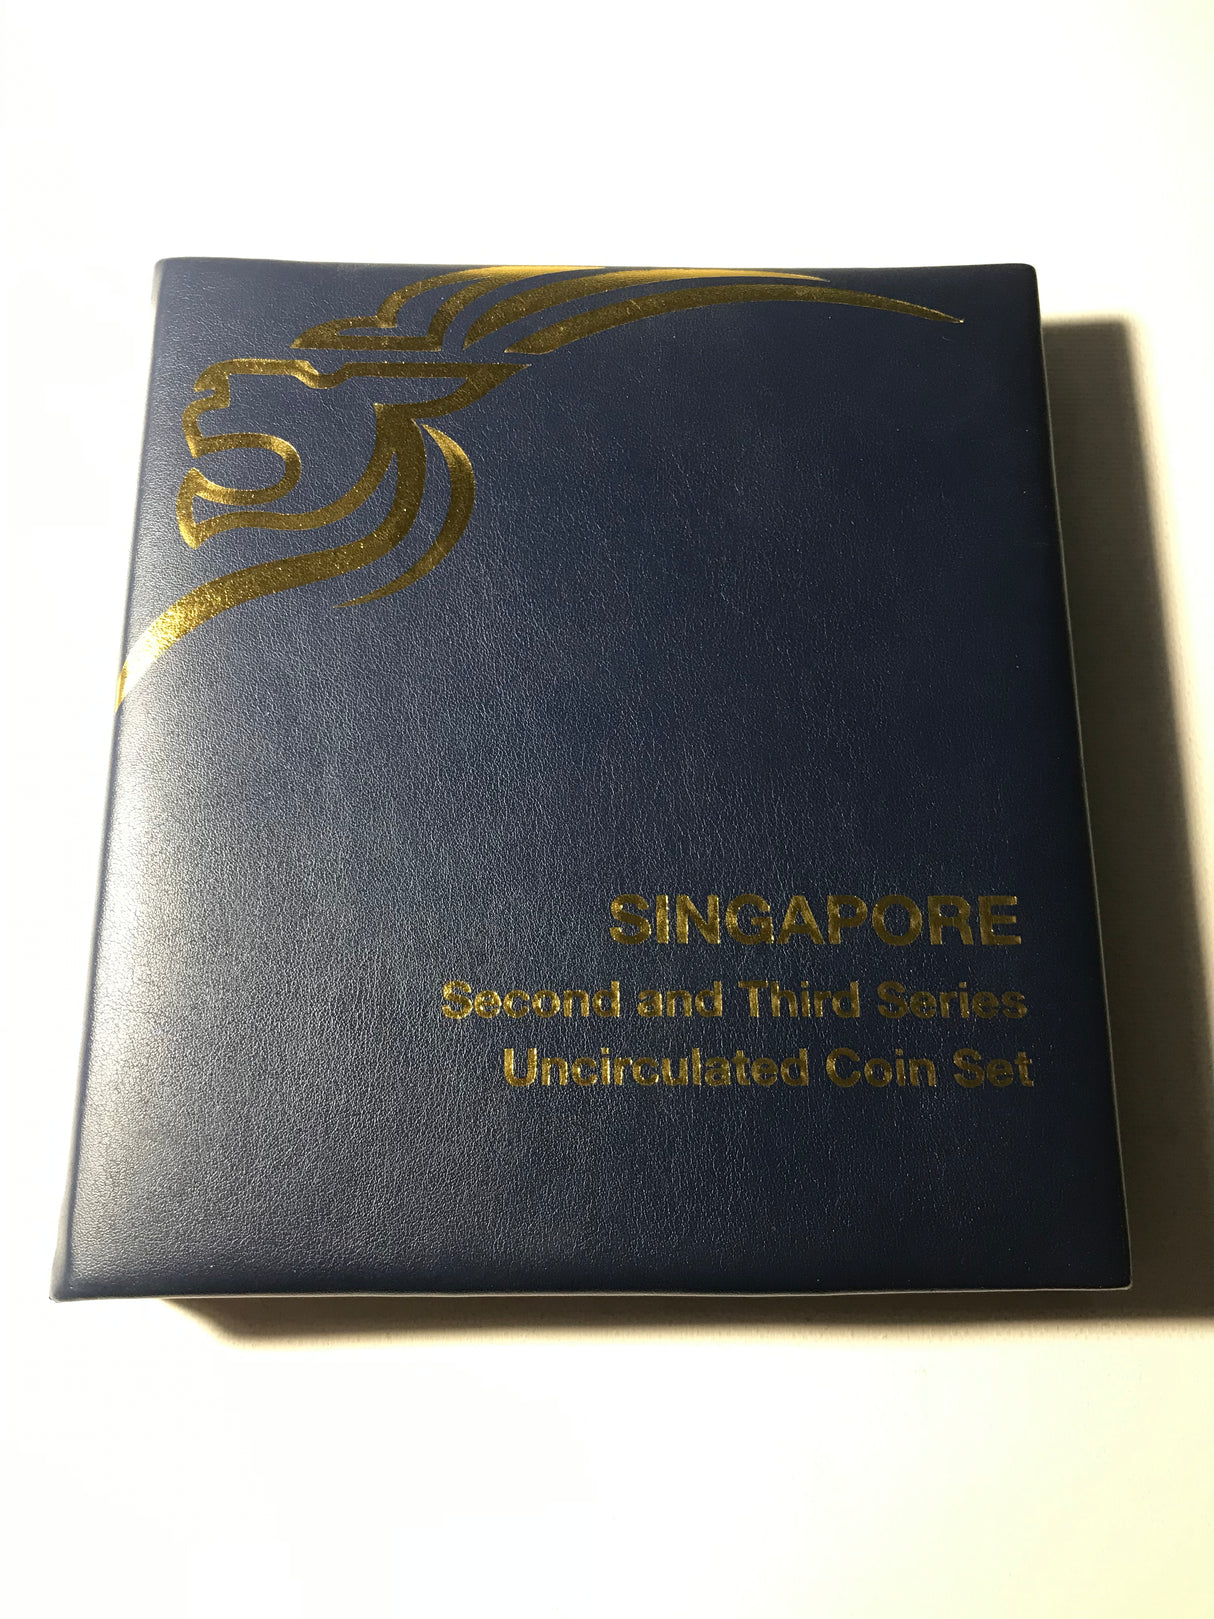 SINGAPORE
Second and Third Series
Uncirculated Coin Set